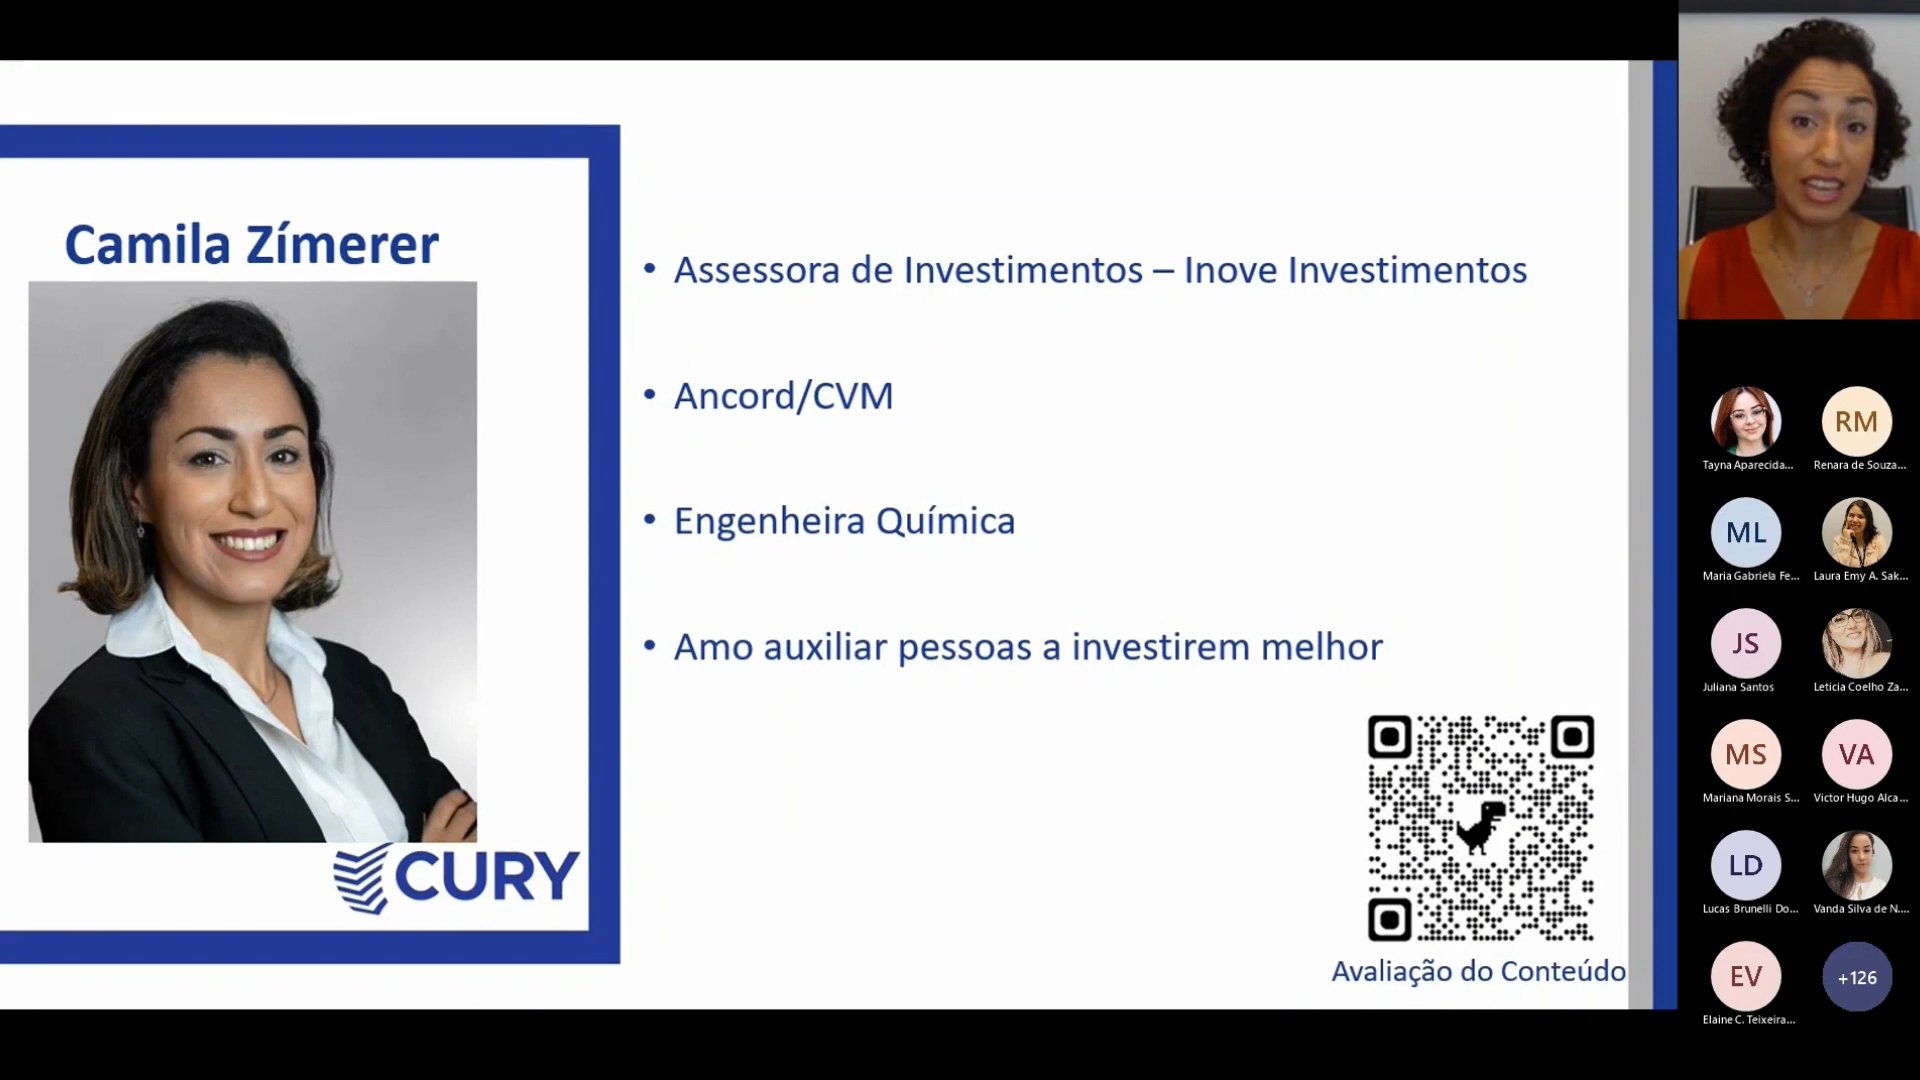 Camila Zímerer
CURY
• Assessora de Investimentos – Inove Investimentos
• Ancord/CVM
• Engenheira Química
• Amo auxiliar pessoas a investirem melhor
Avaliação do Conteúdo
Tayna Aparecida...
RM
Renara de Souza...
ML
Maria Gabriela Fe...
Laura Emy A. Sak...
JS
Juliana Santos
Leticia Coelho Za...
MS
Mariana Morais S...
VA
Victor Hugo Alca...
LD
Lucas Brunelli Do...
Vanda Silva de N....
EV
Elaine C. Teixeira...
+126